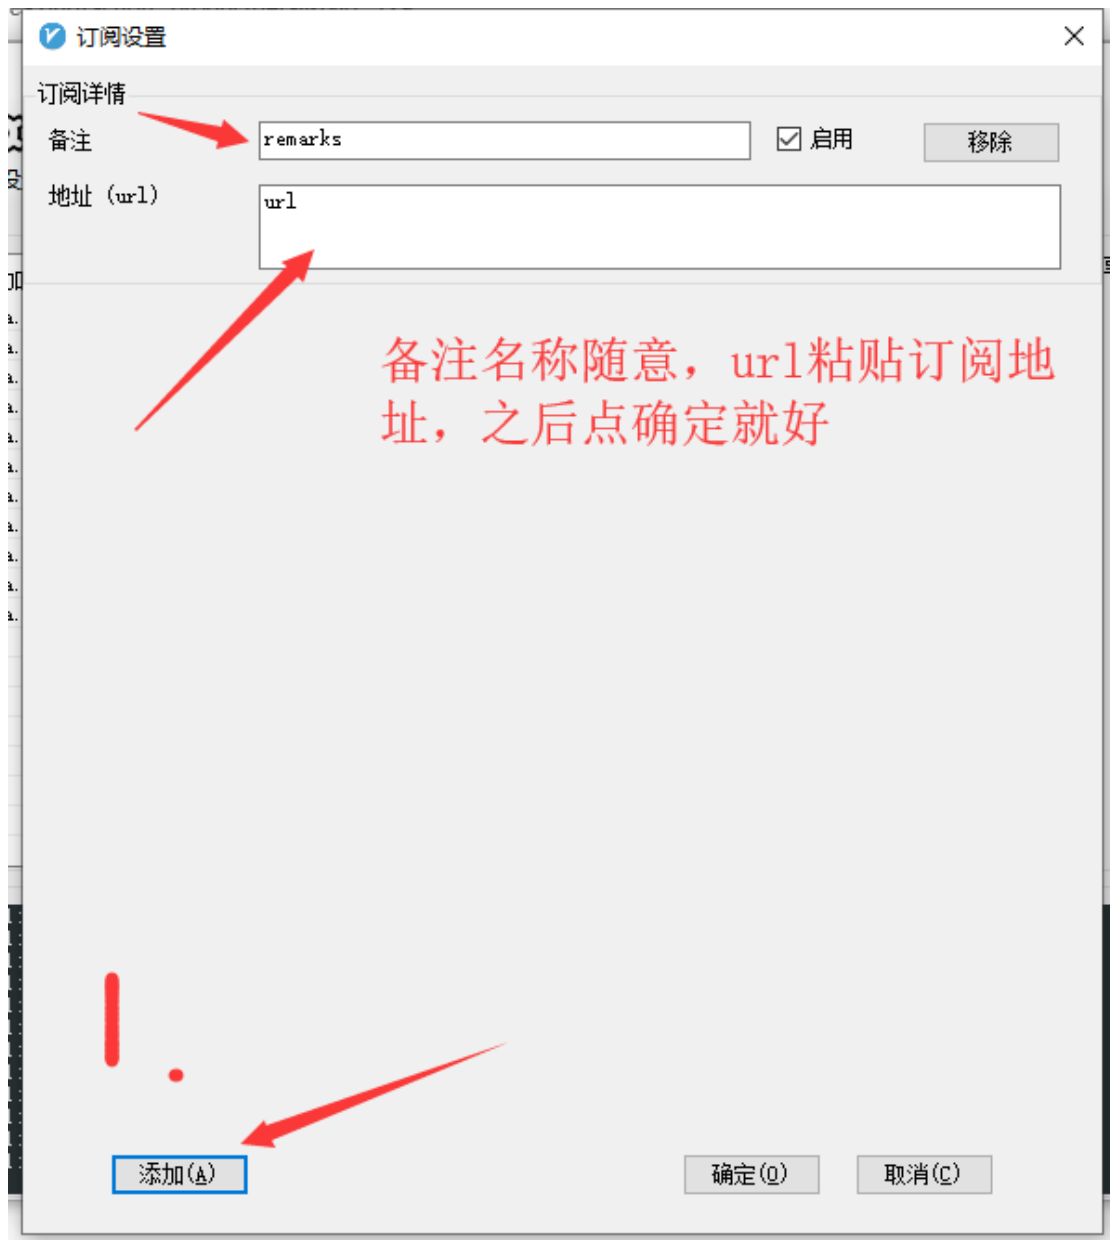 订阅设置
订阅详情
备注
remarks
启用
移除
地址 (url)
url
备注名称随意，url粘贴订阅地
址，之后点确定就好
1.
添加(A)
确定(O)
取消(C)